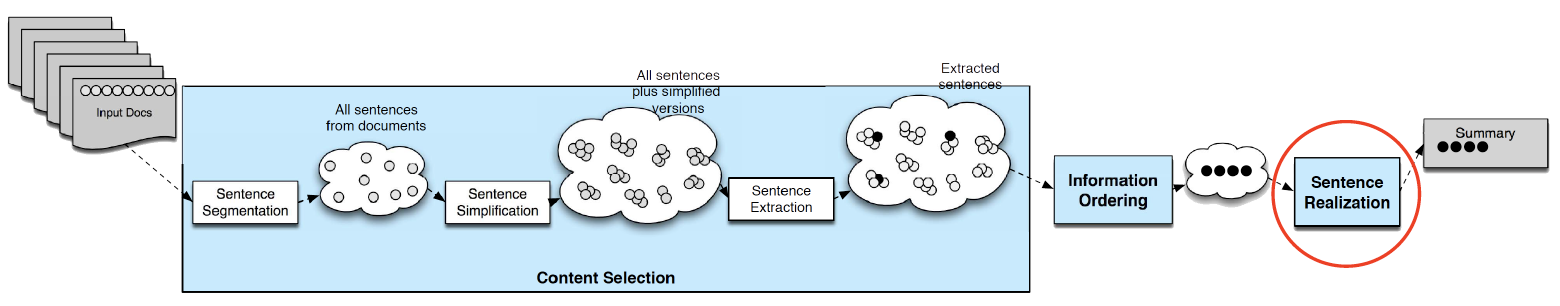 Input Docs
All sentences
from documents
Sentence
Segmentation
Sentence
Simplification
All sentences
plus simplified
versions
Sentence
Extraction
Extracted
sentences
Content Selection
Information
Ordering
Sentence
Realization
Summary